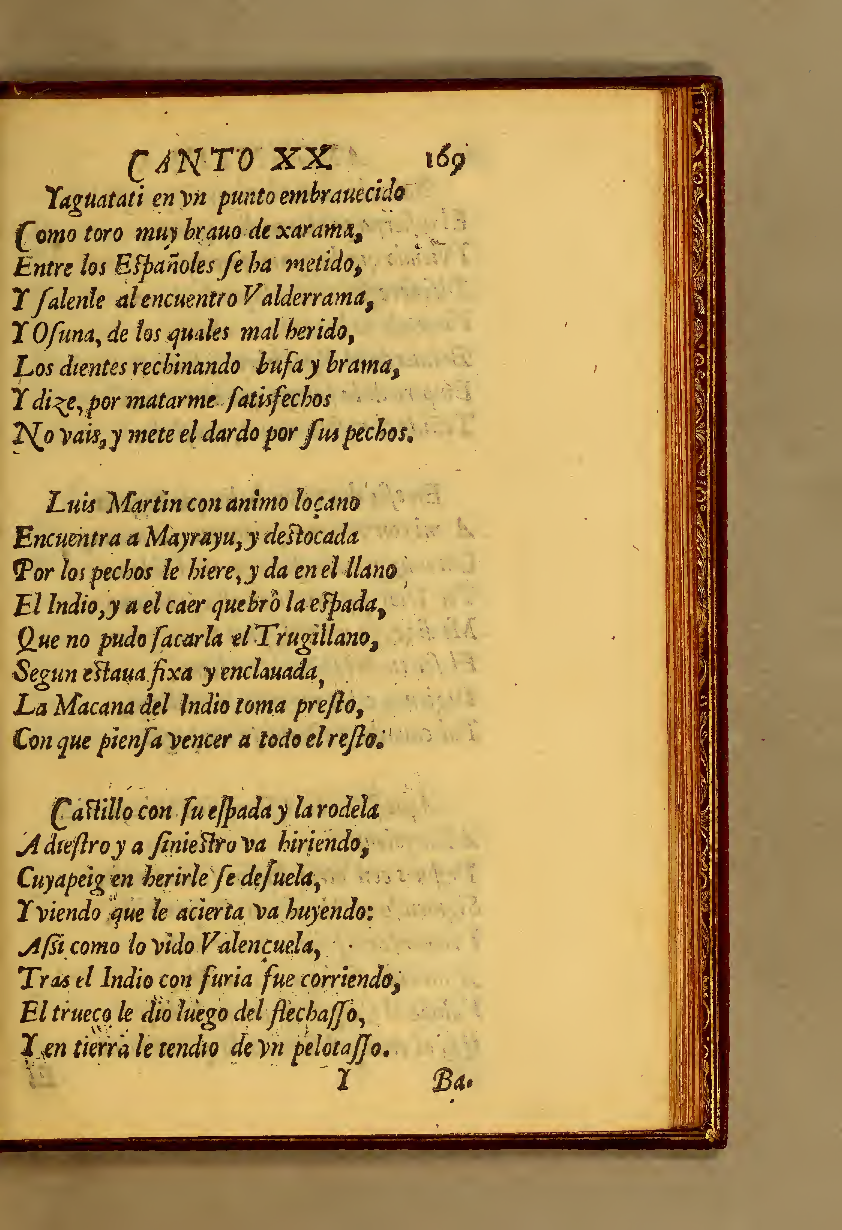 CANTO XX 169
Yaguatati en vn punto embrauecido
Como toro muy brauo de xarama,
Entre los Eſpañoles ſe ha metido,
Y ſalenle al encuentro Valderrama,
Y Oſuna, de los quales mal herido,
Los dientes rechinando bufa y brama,
Y dize, por matarme ſatisfechos
No vais, y mete el dardo por ſus pechos.
Luis Martin con animo loçano
Encuentra a Mayrayu, y deſtocada
Por los pechos le hiere, y da en el llano
El Indio, y a el caer quebrò la eſpada,
Que no pudo ſacarla el Trugillano,
Segun eſtaua fixa y enclauada,
La Macana del Indio toma preſto,
Con que pienſa vencer a todo el reſto.
Caſtillo con ſu eſpada y la rodela
A dieſtro y a ſinieſtro va hiriendo,
Cuyapeig en herirle ſe deſuela,
Y viendo que le acierta va huyendo:
Aſsi como lo vido Valençuela,
Tras el Indio con furia fue corriendo,
El trueco le dio luego del flechaſſo,
Y en tierra le tendio de vn pelotaſſo.
Y Ba-